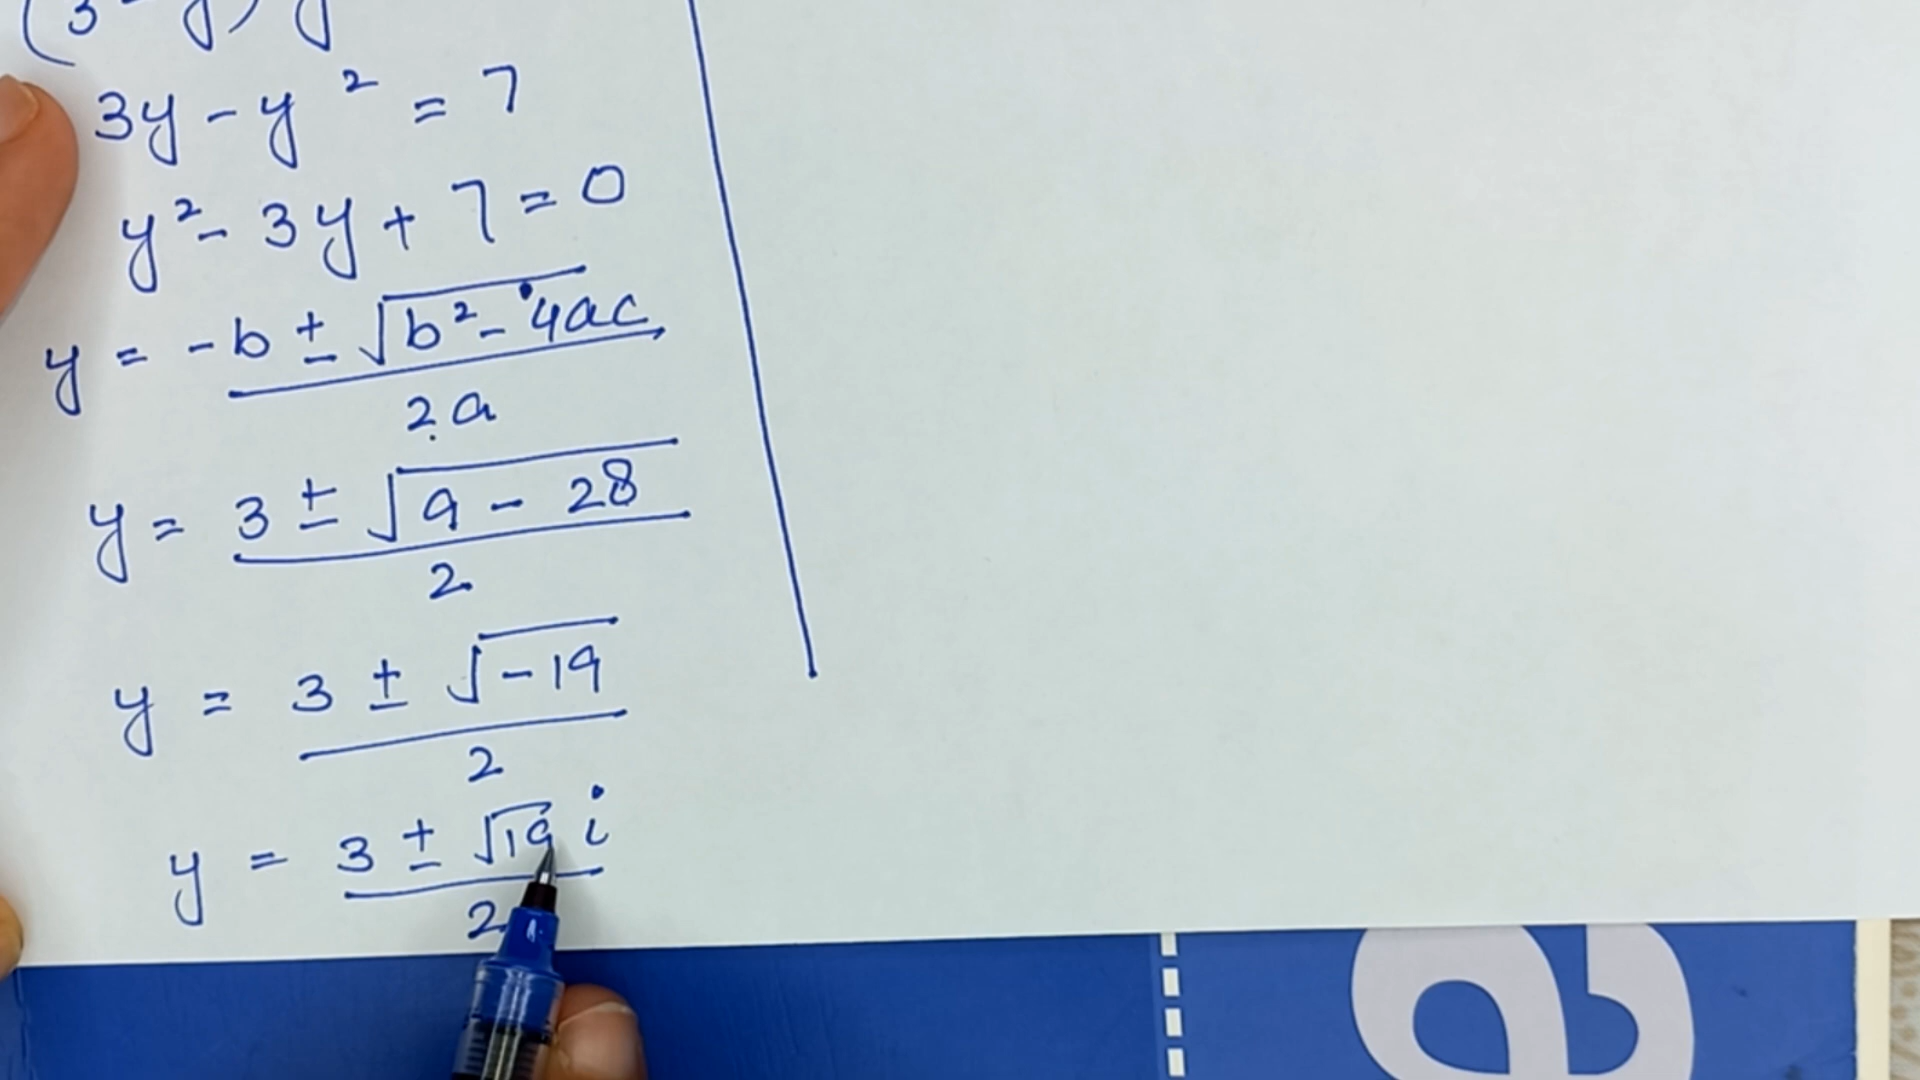 (3 - y) y
3y - y² = 7
y² - 3y + 7 = 0
y = -b ± √b² - 4ac
2a
y = 3 ± √9 - 28
2
y = 3 ± √-19
2
y = 3 ± √19 i
2